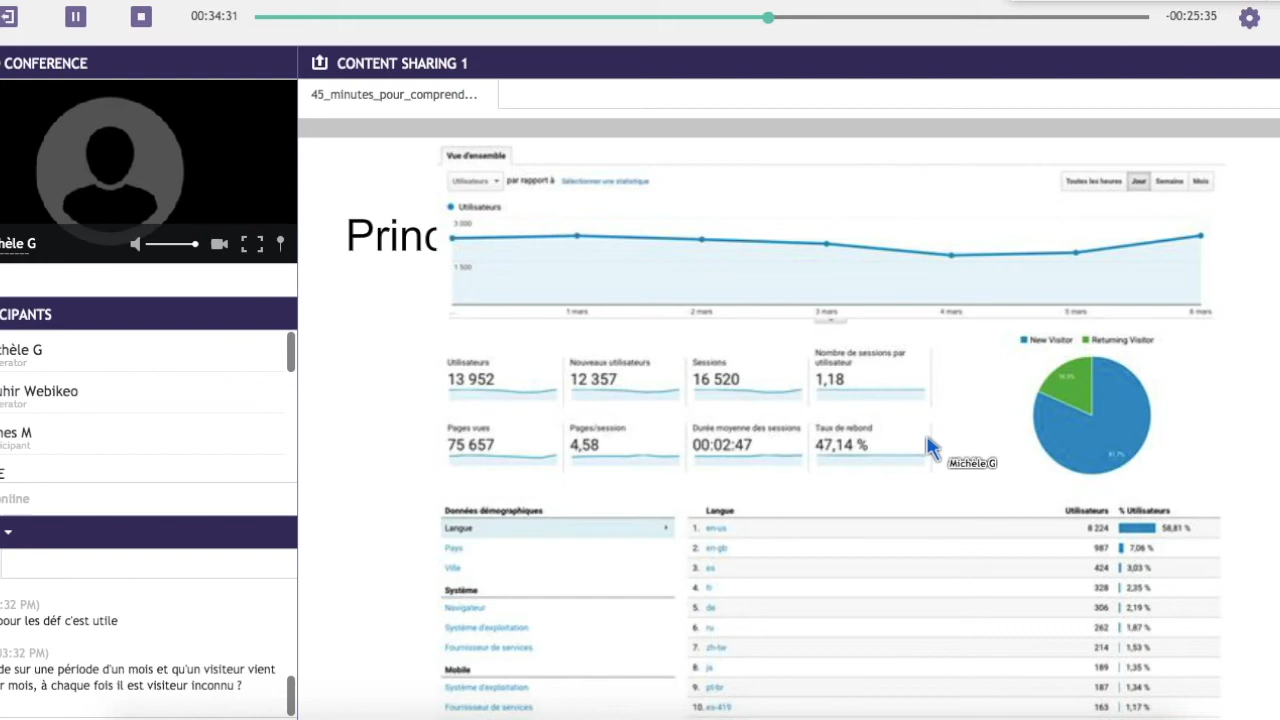 00:34:31
-00:25:35
CONFERENCE
CONTENT SHARING 1
45_minutes_pour_comprend...
hèle G
CIPANTS
chèle G
erator
uhir Webikeo
erator
nes M
icipant
E
online
:32 PM)
pour les déf c'est utile
03:32 PM)
de sur une période d'un mois et qu'un visiteur vient
r mois, à chaque fois il est visiteur inconnu ?
Princ
Vue d'ensemble
Utilisateurs par rapport à Sélectionner une statistique
Toutes les heures Jour Semaine Mois
Utilisateurs
3 000
1 500
... 1 mars 2 mars 3 mars 4 mars 5 mars 6 mars
New Visitor Returning Visitor
Utilisateurs
13 952
Nouveaux utilisateurs
12 357
Sessions
16 520
Nombre de sessions par
utilisateur
1,18
Pages vues
75 657
Pages/session
4,58
Durée moyenne des sessions
00:02:47
Taux de rebond
47,14 %
Michèle G
Données démographiques
Langue
Pays
Ville
Système
Navigateur
Système d'exploitation
Fournisseur de services
Mobile
Système d'exploitation
Fournisseur de services
Langue Utilisateurs % Utilisateurs
1. en-us 8 224 58,81 %
2. en-gb 987 7,06 %
3. es 424 3,03 %
4. fr 328 2,35 %
5. de 306 2,19 %
6. ru 262 1,87 %
7. zh-tw 214 1,53 %
8. ja 189 1,35 %
9. pt-br 187 1,34 %
10. es-419 163 1,17 %